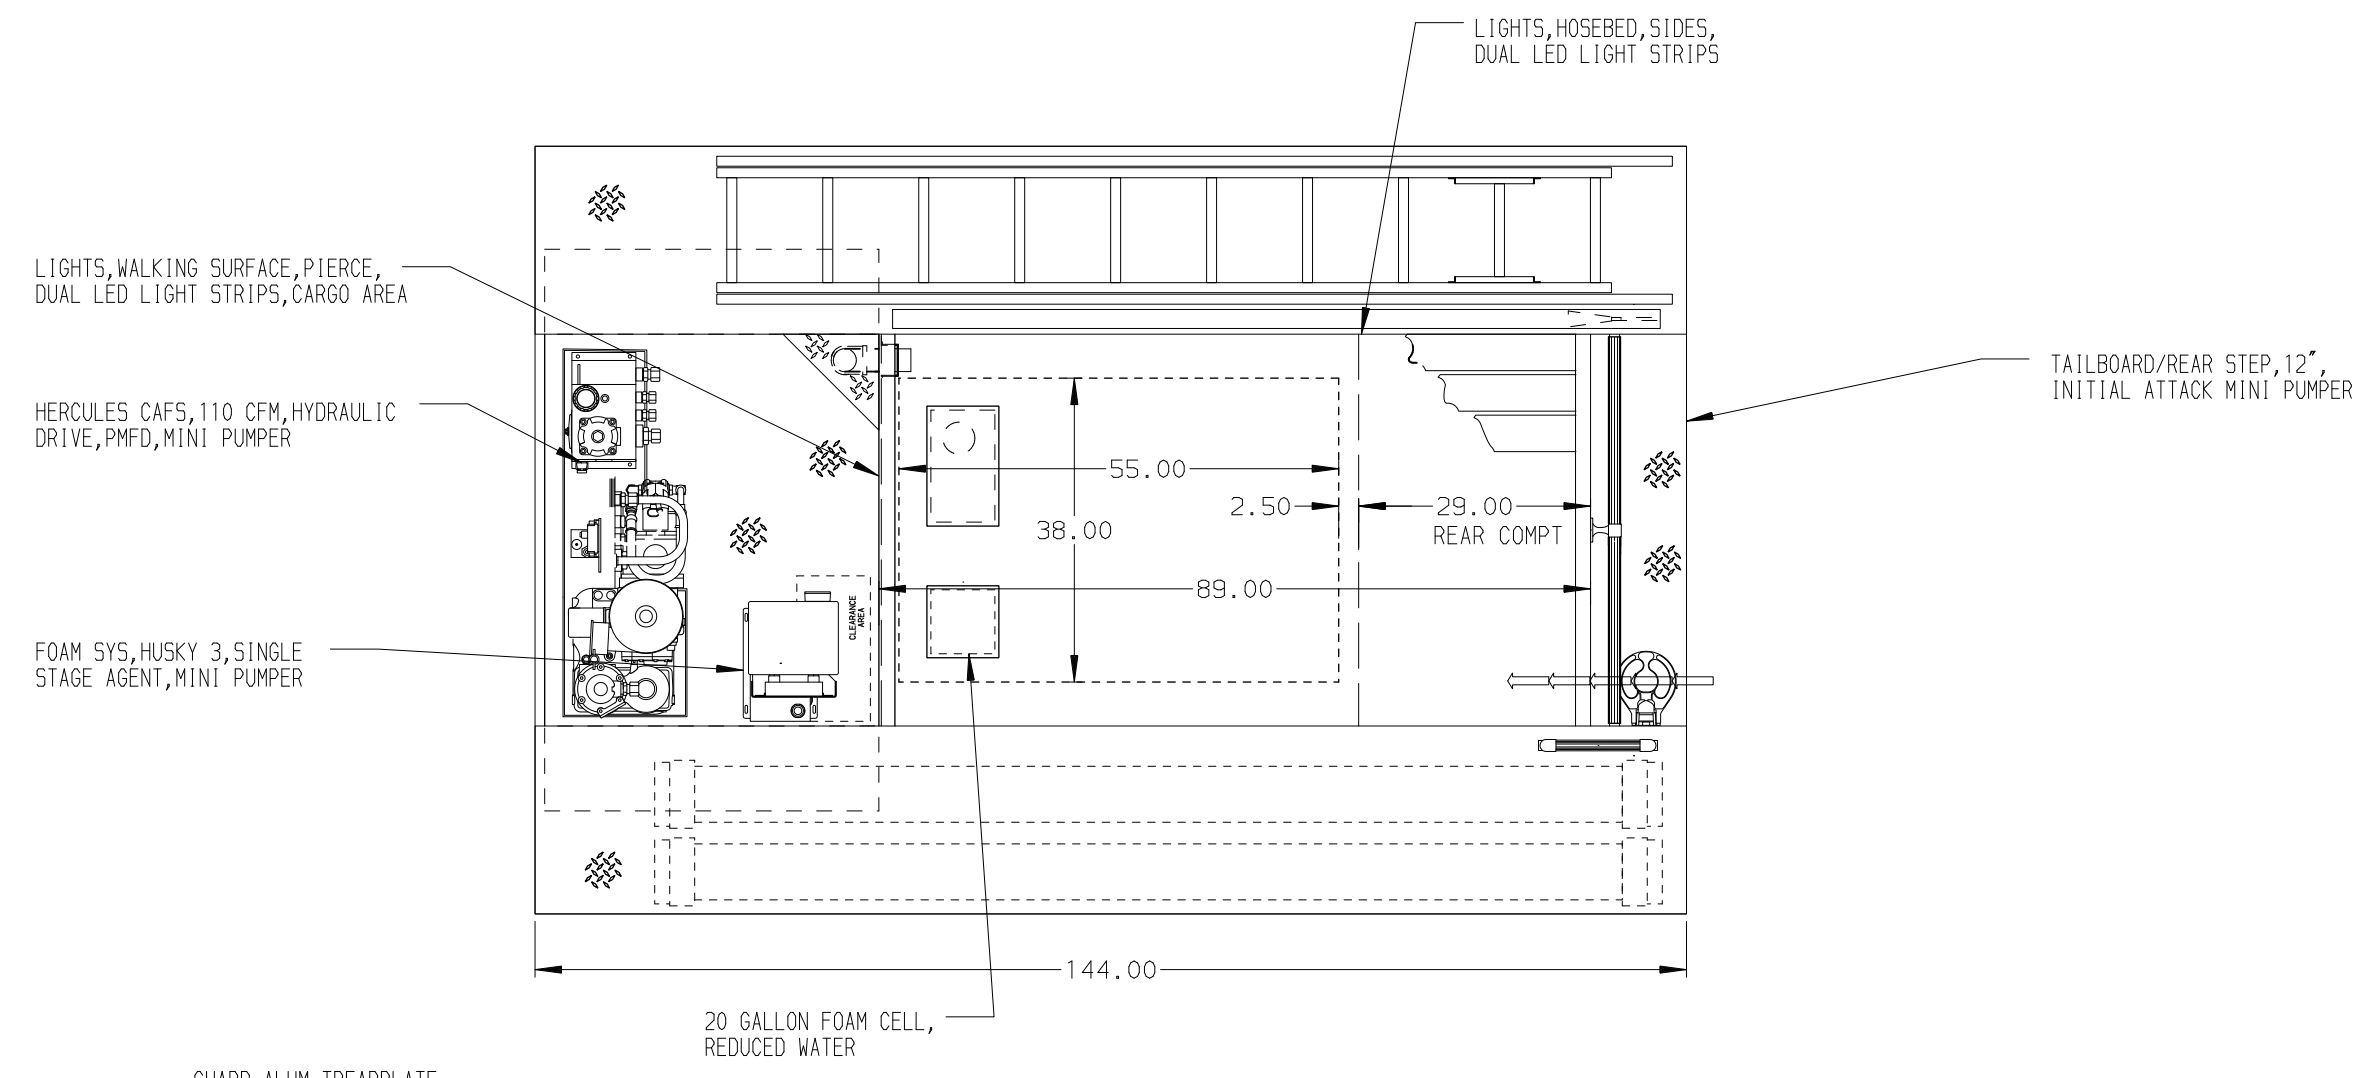 LIGHTS,HOSEBED,SIDES,
DUAL LED LIGHT STRIPS
LIGHTS,WALKING SURFACE,PIERCE,
DUAL LED LIGHT STRIPS,CARGO AREA
TAILBOARD/REAR STEP,12",
INITIAL ATTACK MINI PUMPER
HERCULES CAFS,110 CFM,HYDRAULIC
DRIVE,PMFD,MINI PUMPER
55.00
2.50
29.00
REAR COMPT
38.00
89.00
CLEARANCE
AREA
FOAM SYS,HUSKY 3,SINGLE
STAGE AGENT,MINI PUMPER
144.00
20 GALLON FOAM CELL,
REDUCED WATER
GUARD,ALUM TREADPLATE